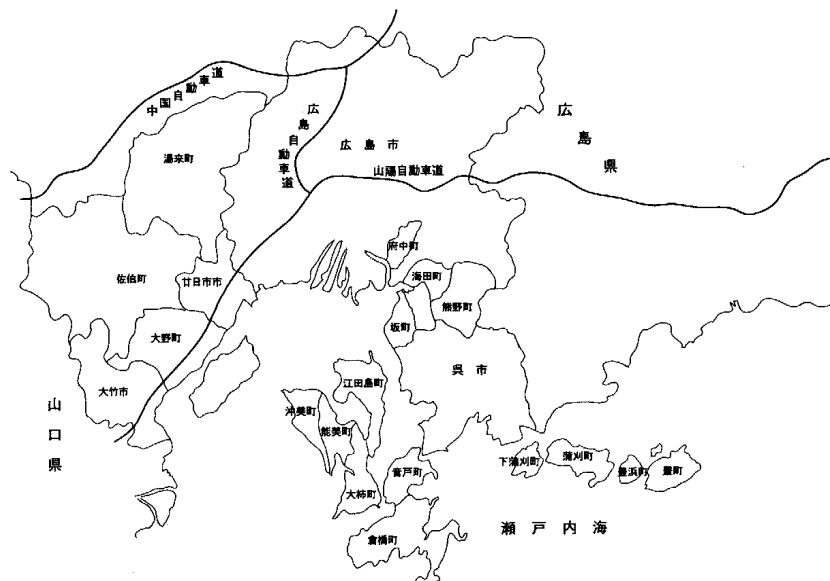 中国自動車道
広島自動車道
広島市
広島県
湯来町
山陽自動車道
府中町
佐伯町
廿日市市
海田町
熊野町
坂町
大野町
呉市
大竹市
江田島町
沖美町
能美町
山口県
下蒲刈町
蒲刈町
豊浜町
豊町
音戸町
大柿町
倉橋町
瀬戸内海